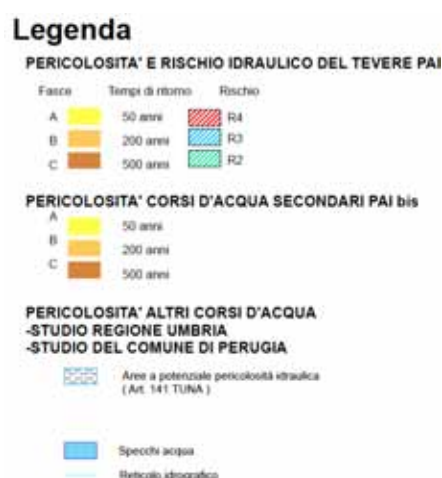 Legenda
PERICOLOSITA' E RISCHIO IDRAULICO DEL TEVERE PAI
Fasce Tempi di ritorno Rischio
A 50 anni R4
B 200 anni R3
C 500 anni R2
PERICOLOSITA' CORSI D'ACQUA SECONDARI PAI bis
A 50 anni
B 200 anni
C 500 anni
PERICOLOSITA' ALTRI CORSI D'ACQUA
-STUDIO REGIONE UMBRIA
-STUDIO DEL COMUNE DI PERUGIA
Aree a potenziale pericolosità idraulica
( Art. 141 TUNA )
Specchi acqua
Reticolo idrografico